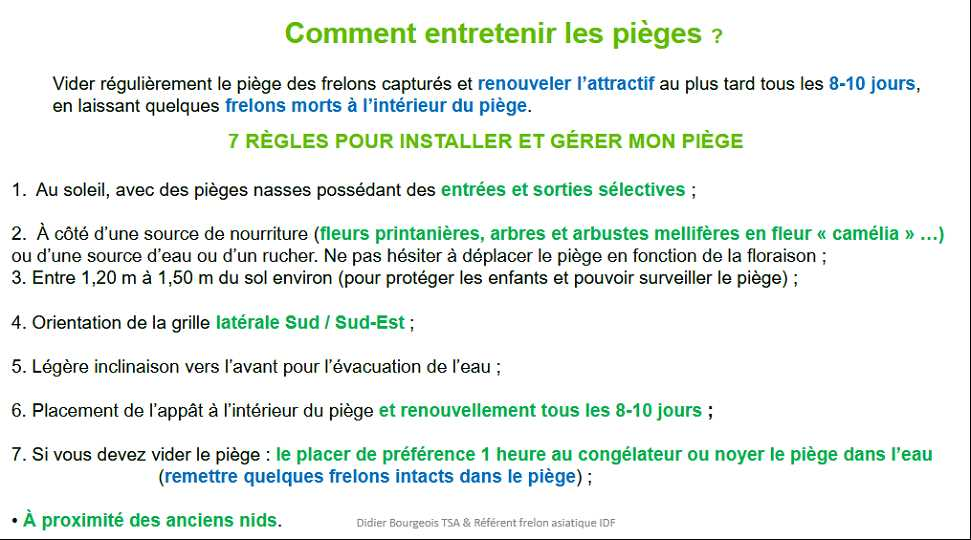 Comment entretenir les pièges ?
Vider régulièrement le piège des frelons capturés et renouveler l’attractif au plus tard tous les 8-10 jours,
en laissant quelques frelons morts à l’intérieur du piège.
7 RÈGLES POUR INSTALLER ET GÉRER MON PIÈGE
1. Au soleil, avec des pièges nasses possédant des entrées et sorties sélectives ;
2. À côté d’une source de nourriture (fleurs printanières, arbres et arbustes mellifères en fleur « camélia » …)
ou d’une source d’eau ou d’un rucher. Ne pas hésiter à déplacer le piège en fonction de la floraison ;
3. Entre 1,20 m à 1,50 m du sol environ (pour protéger les enfants et pouvoir surveiller le piège) ;
4. Orientation de la grille latérale Sud / Sud-Est ;
5. Légère inclinaison vers l’avant pour l’évacuation de l’eau ;
6. Placement de l’appât à l’intérieur du piège et renouvellement tous les 8-10 jours ;
7. Si vous devez vider le piège : le placer de préférence 1 heure au congélateur ou noyer le piège dans l’eau
(remettre quelques frelons intacts dans le piège) ;
• À proximité des anciens nids.
Didier Bourgeois TSA & Référent frelon asiatique IDF